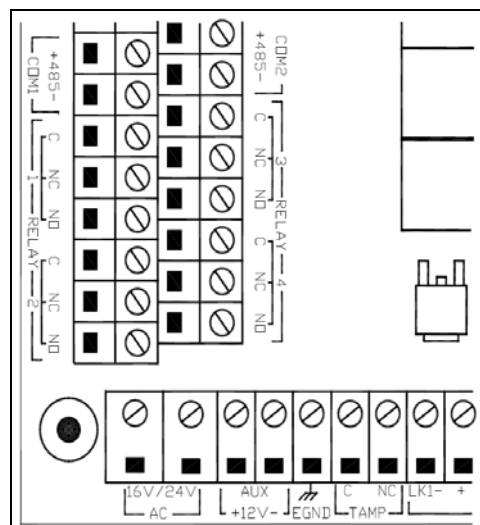 +485-
COM1
C
NC
NO
1
RELAY
2
C
NC
NO
COM2
+485-
C
NC
NO
3
RELAY
4
C
NC
NO
16V/24V
AC
AUX
+12V-
EGND
C
NC
TAMP
LK1-
+